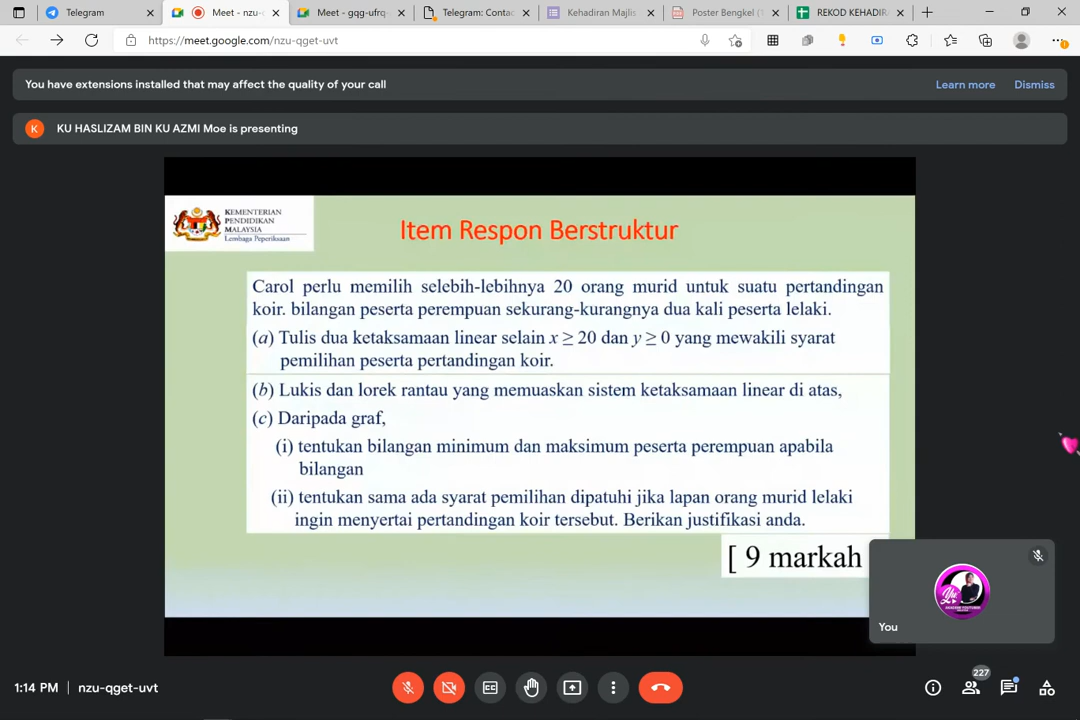 Telegram
Meet - nzu-
Meet - gqg-ufrq-
Telegram: Contac
Kehadiran Majlis
Poster Bengkel (1
REKOD KEHADIRA
https://meet.google.com/nzu-qget-uvt
You have extensions installed that may affect the quality of your call
Learn more
Dismiss
K
KU HASLIZAM BIN KU AZMI Moe is presenting
KEMENTERIAN
PENDIDIKAN
MALAYSIA
Lembaga Peperiksaan
Item Respon Berstruktur
Carol perlu memilih selebih-lebihnya 20 orang murid untuk suatu pertandingan
koir. bilangan peserta perempuan sekurang-kurangnya dua kali peserta lelaki.
(a) Tulis dua ketaksamaan linear selain x ≥ 20 dan y ≥ 0 yang mewakili syarat
pemilihan peserta pertandingan koir.
(b) Lukis dan lorek rantau yang memuaskan sistem ketaksamaan linear di atas,
(c) Daripada graf,
(i) tentukan bilangan minimum dan maksimum peserta perempuan apabila
bilangan
(ii) tentukan sama ada syarat pemilihan dipatuhi jika lapan orang murid lelaki
ingin menyertai pertandingan koir tersebut. Berikan justifikasi anda.
[ 9 markah
You
1:14 PM | nzu-qget-uvt
227